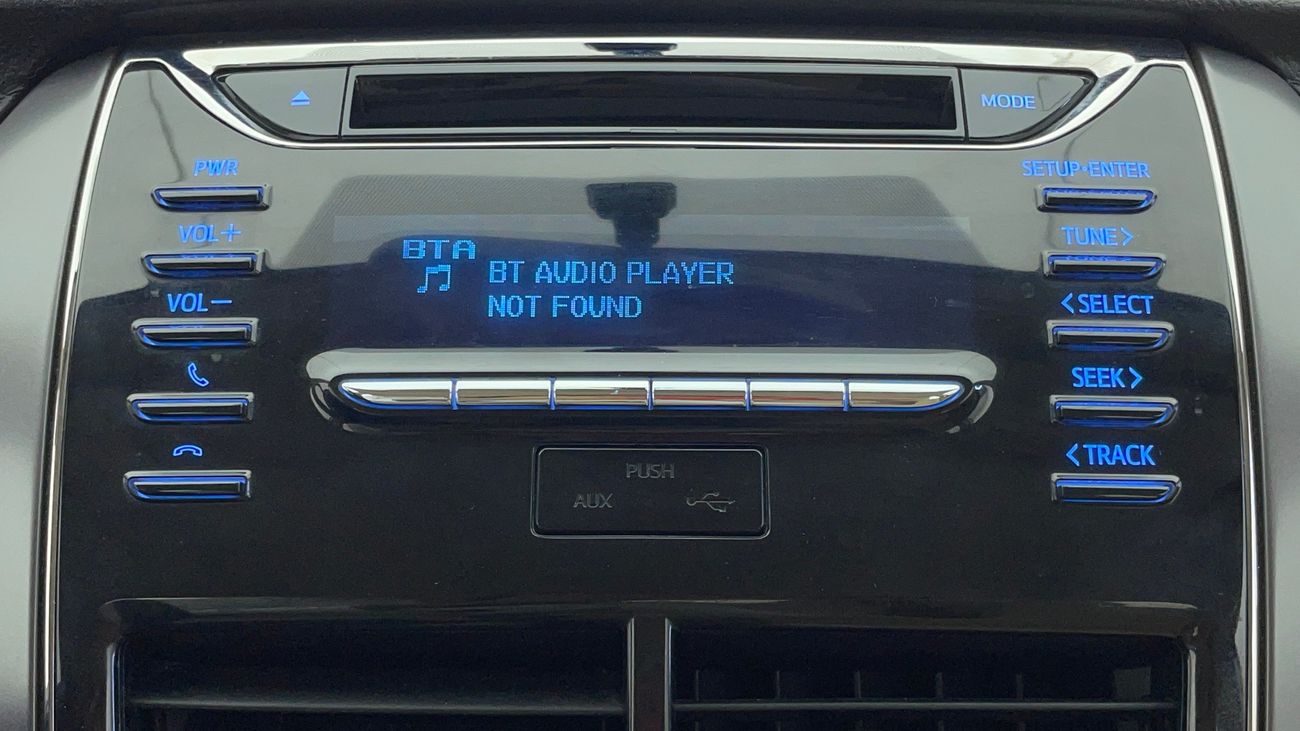 MODE
PWR
SETUP•ENTER
VOL+
TUNE>
BTA
BT AUDIO PLAYER
NOT FOUND
VOL−
<SELECT
SEEK>
<TRACK
PUSH
AUX